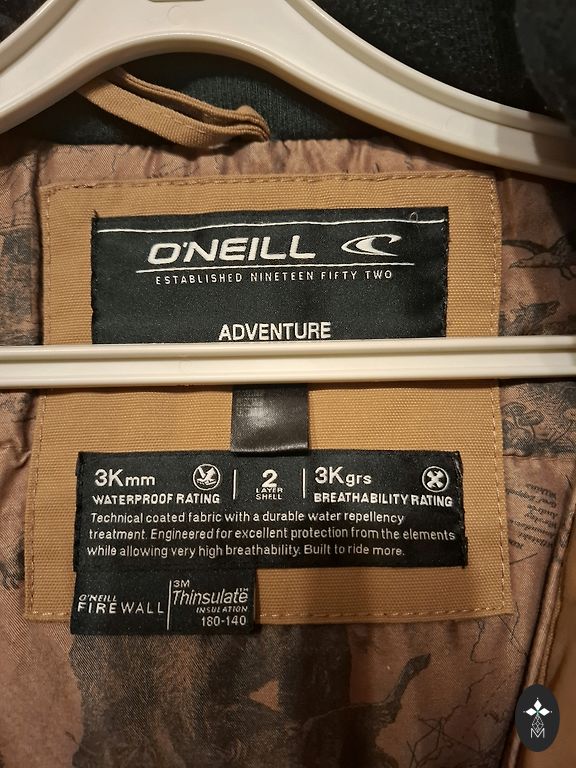 O'NEILL
ESTABLISHED NINETEEN FIFTY TWO
ADVENTURE
3Kmm
WATERPROOF RATING
2
LAYER
SHELL
3Kgrs
BREATHABILITY RATING
Technical coated fabric with a durable water repellency
treatment. Engineered for excellent protection from the elements
while allowing very high breathability. Built to ride more.
O'NEILL
FIREWALL
3M
Thinsulate™
INSULATION
180-140